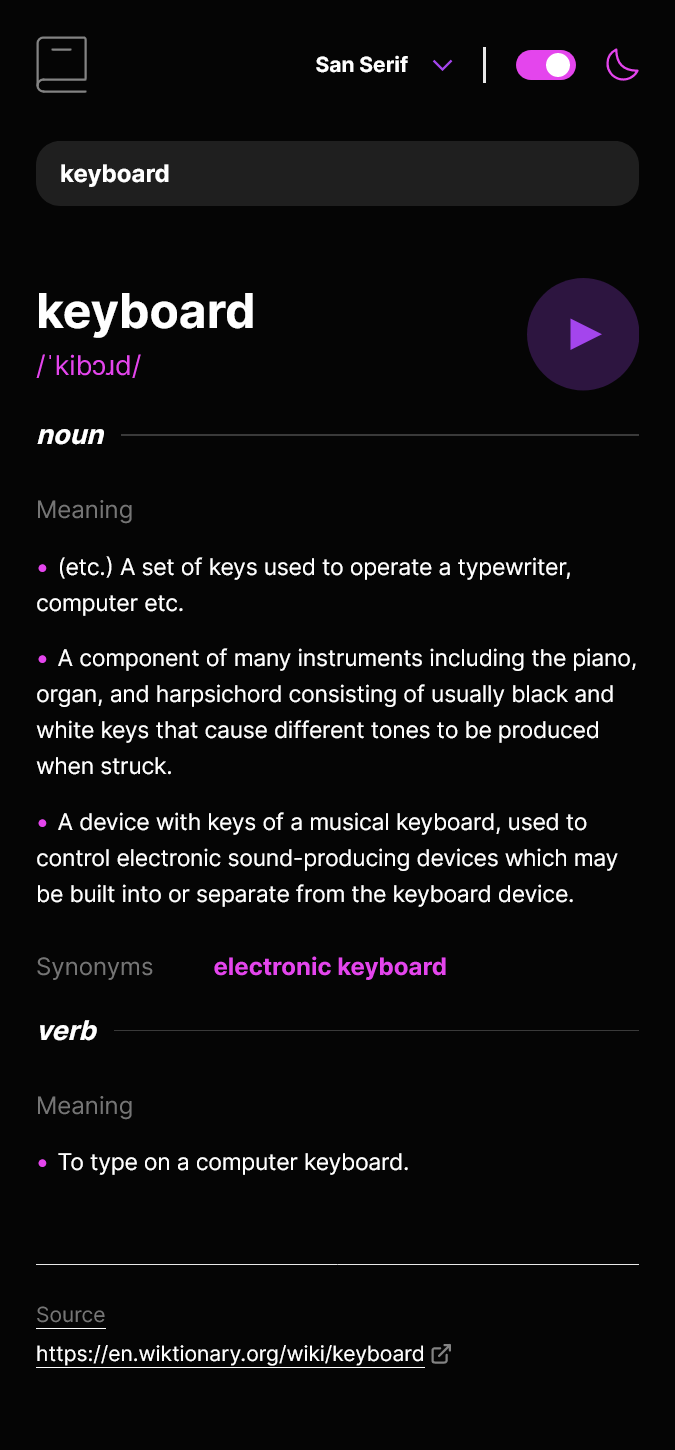 San Serif
keyboard
keyboard
/ˈkibɔɹd/
noun
Meaning
• (etc.) A set of keys used to operate a typewriter,
computer etc.
• A component of many instruments including the piano,
organ, and harpsichord consisting of usually black and
white keys that cause different tones to be produced
when struck.
• A device with keys of a musical keyboard, used to
control electronic sound-producing devices which may
be built into or separate from the keyboard device.
Synonyms electronic keyboard
verb
Meaning
• To type on a computer keyboard.
Source
https://en.wiktionary.org/wiki/keyboard